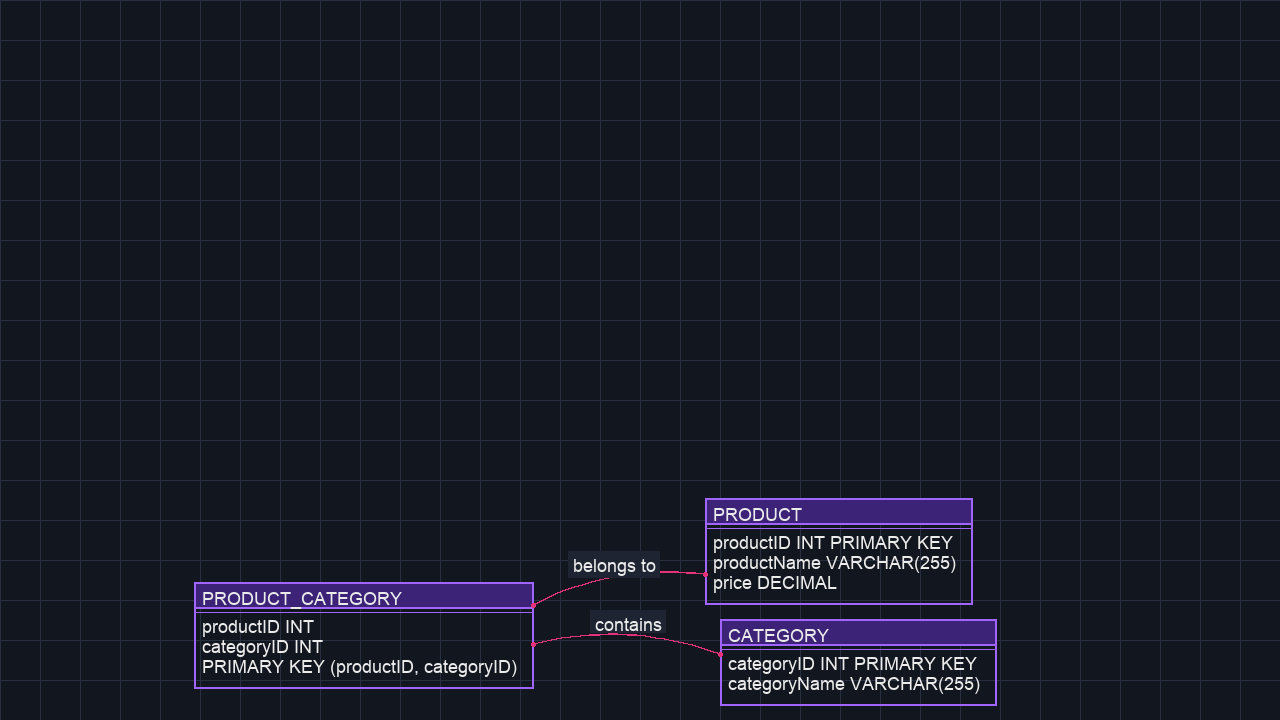 PRODUCT
productID INT PRIMARY KEY
productName VARCHAR(255)
price DECIMAL
belongs to
PRODUCT_CATEGORY
productID INT
categoryID INT
PRIMARY KEY (productID, categoryID)
contains
CATEGORY
categoryID INT PRIMARY KEY
categoryName VARCHAR(255)